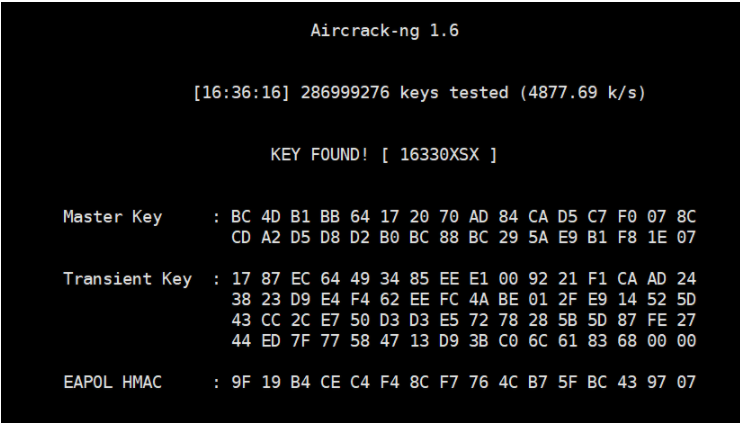 Aircrack-ng 1.6
[16:36:16] 286999276 keys tested (4877.69 k/s)
KEY FOUND! [ 16330XSX ]
Master Key : BC 4D B1 BB 64 17 20 70 AD 84 CA D5 C7 F0 07 8C
CD A2 D5 D8 D2 B0 BC 88 BC 29 5A E9 B1 F8 1E 07
Transient Key : 17 87 EC 64 49 34 85 EE E1 00 92 21 F1 CA AD 24
38 23 D9 E4 F4 62 EE FC 4A BE 01 2F E9 14 52 5D
43 CC 2C E7 50 D3 D3 E5 72 78 28 5B 5D 87 FE 27
44 ED 7F 77 58 47 13 D9 3B C0 6C 61 83 68 00 00
EAPOL HMAC : 9F 19 B4 CE C4 F4 8C F7 76 4C B7 5F BC 43 97 07